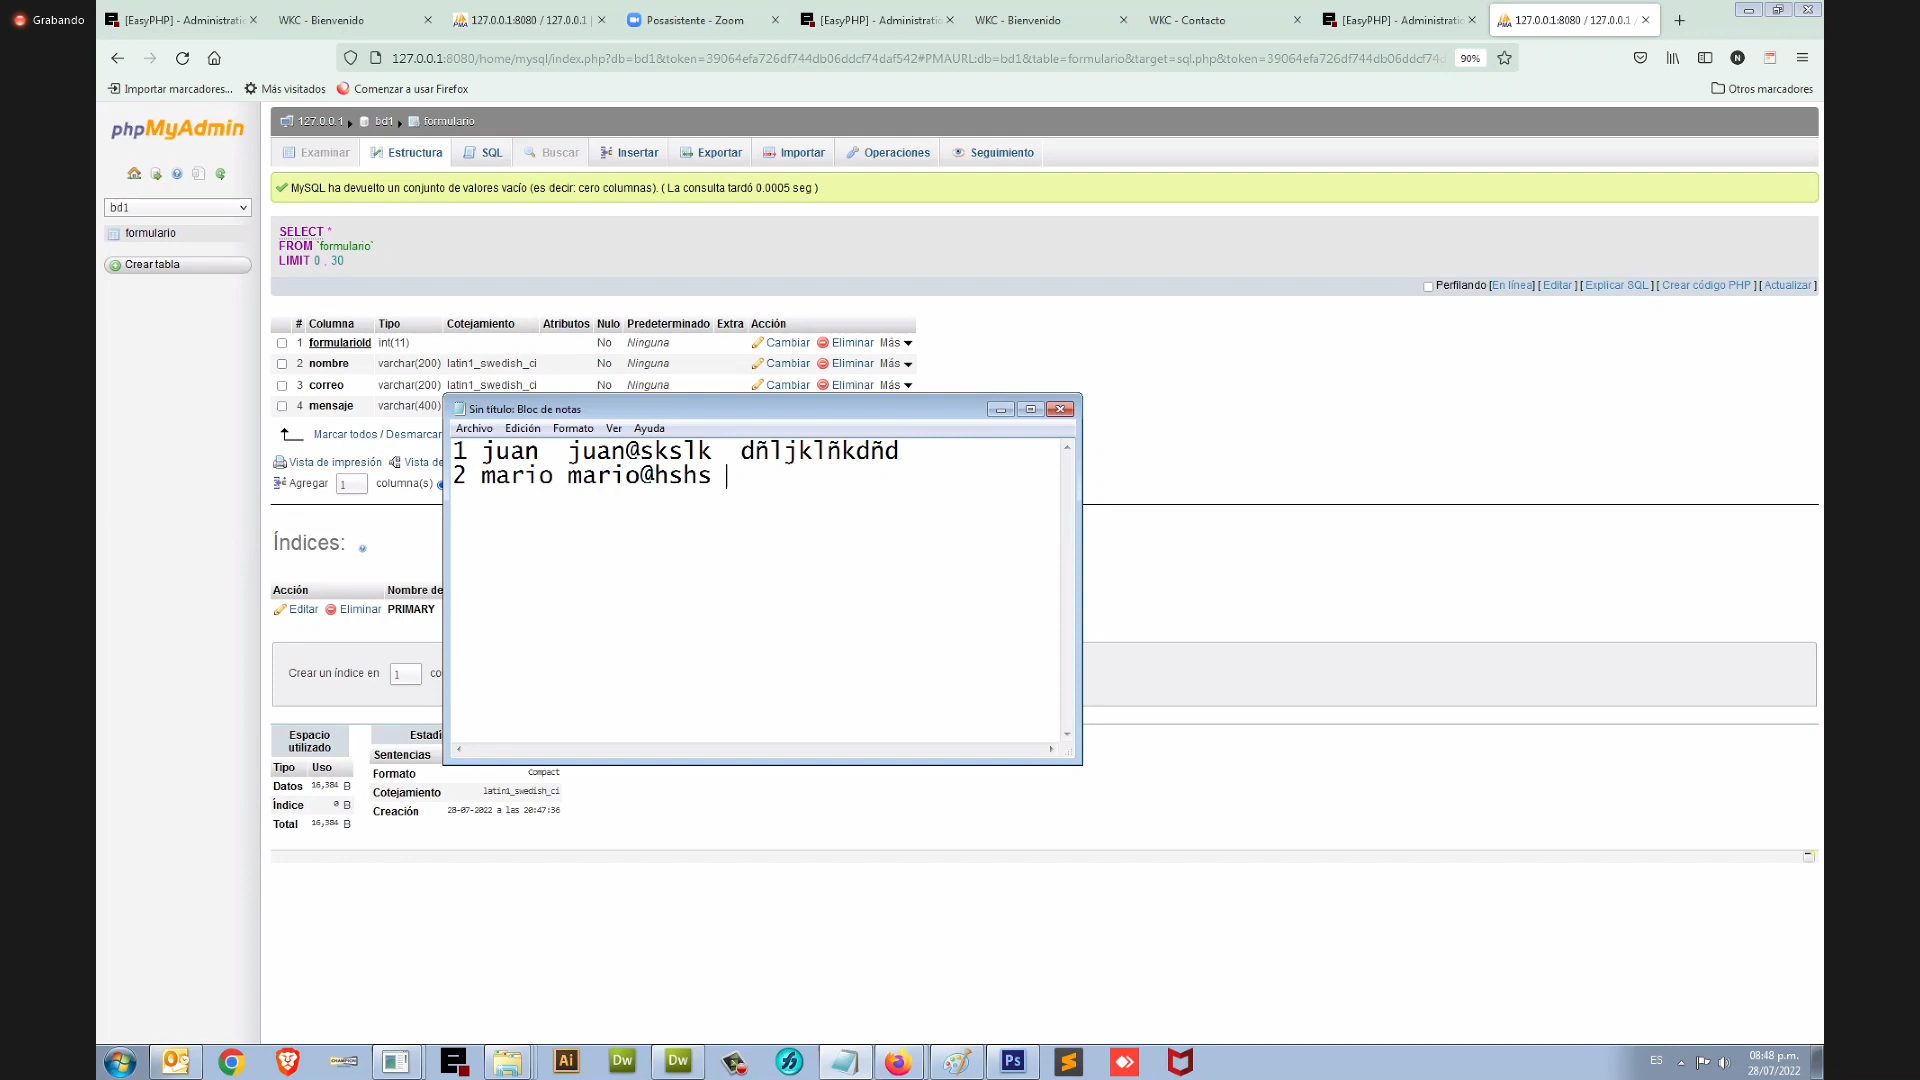 Grabando
[EasyPHP] - Administratic
WKC - Bienvenido
127.0.0.1:8080 / 127.0.0.1
Posasistente - Zoom
[EasyPHP] - Administratic
WKC - Bienvenido
WKC - Contacto
[EasyPHP] - Administratic
127.0.0.1:8080 / 127.0.0.1 /
127.0.0.1:8080/home/mysql/index.php?db=bd1&token=39064efa726df744db06ddcf74daf542#PMAURL:db=bd1&table=formulario&target=sql.php&token=39064efa726df744db06ddcf74d
90%
Importar marcadores...
Más visitados
Comenzar a usar Firefox
Otros marcadores
phpMyAdmin
127.0.0.1 ▸ bd1 ▸ formulario
Examinar
Estructura
SQL
Buscar
Insertar
Exportar
Importar
Operaciones
Seguimiento
MySQL ha devuelto un conjunto de valores vacío (es decir: cero columnas). ( La consulta tardó 0.0005 seg )
bd1
formulario
Crear tabla
SELECT *
FROM `formulario`
LIMIT 0 , 30
Perfilando [En línea] [ Editar ] [ Explicar SQL ] [ Crear código PHP ] [ Actualizar ]
# Columna Tipo Cotejamiento Atributos Nulo Predeterminado Extra Acción
1 formularioId int(11) No Ninguna Cambiar Eliminar Más
2 nombre varchar(200) latin1_swedish_ci No Ninguna Cambiar Eliminar Más
3 correo varchar(200) latin1_swedish_ci No Ninguna Cambiar Eliminar Más
4 mensaje varchar(400)
Marcar todos / Desmarcar
Vista de impresión Vista de
Agregar 1 columna(s)
Sin título: Bloc de notas
Archivo Edición Formato Ver Ayuda
1 juan juan@skslk dñljklñkdñd
2 mario mario@hshs
Índices:
Acción Nombre de
Editar Eliminar PRIMARY
Crear un índice en 1 co
Espacio utilizado
Tipo Uso
Datos 16,384 B
Índice 0 B
Total 16,384 B
Estadí
Sentencias
Formato Compact
Cotejamiento latin1_swedish_ci
Creación 28-07-2022 a las 20:47:36
Ai
Dw
Dw
Ps
ES
08:48 p.m.
28/07/2022